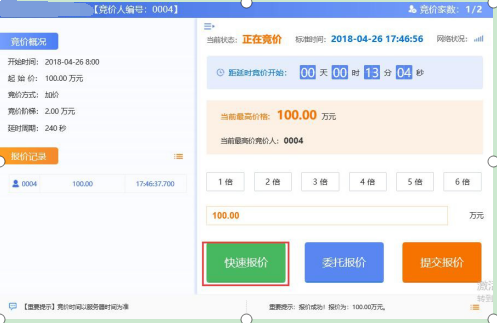 【竞价人编号：0004】
竞价家数：1/2
竞价概况
开始时间：2018-04-26 8:00
起 始 价：100.00 万元
竞价方式：加价
竞价阶梯：2.00 万元
延时周期：240 秒
报价记录
0004 100.00 17:46:37.700
当前状态：正在竞价 标准时间：2018-04-26 17:46:56 网络状况：
距延时竞价开始：00 天 00 时 13 分 04 秒
当前最高价格：100.00 万元
当前最高价竞价人：0004
1 倍 2 倍 3 倍 4 倍 5 倍 6 倍
100.00 万元
快速报价 委托报价 提交报价
【重要提示】竞价时间以服务器时间为准
重要提示：报价成功！报价为：100.00万元。